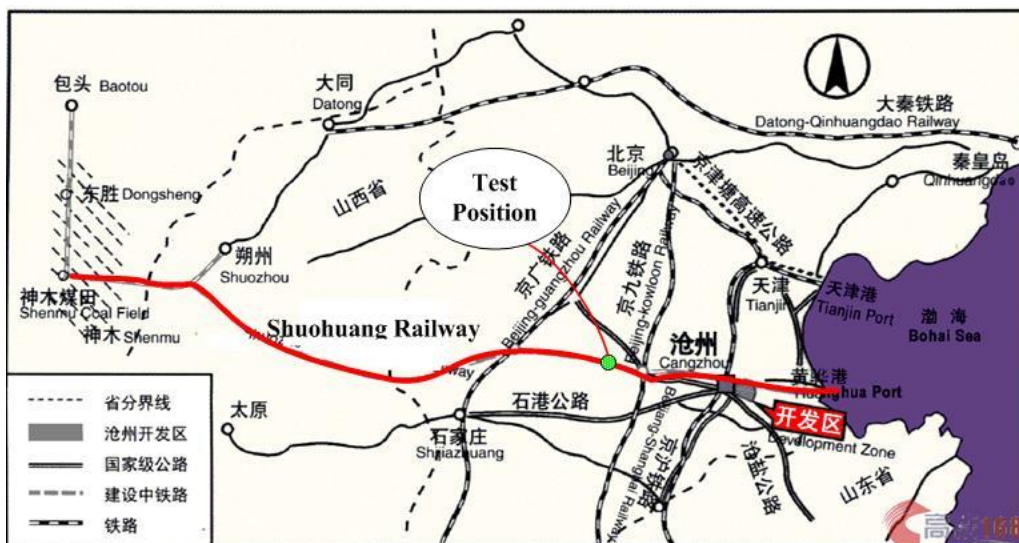 包头 Baotou
大同
Datong
大秦铁路
Datong-Qinhuangdao Railway
北京
Beijing
京津塘高速公路
秦皇岛
Qinhuangdao
东胜 Dongsheng
山西省
Test
Position
朔州
Shuozhou
京广铁路
Beijing-guangzhou Railway
京九铁路
Beijing-kowloon Railway
天津
Tianjin
天津港
Tianjin Port
渤海
Bohai Sea
神木煤田
Shenmu Coal Field
神木 Shenmu
Shuohuang Railway
沧州
Cangzhou
黄骅港
Huanghua Port
开发区
Development Zone
太原
石家庄
Shijiazhuang
石港公路
京沪铁路
沧盐公路
山东省
省分界线
沧州开发区
国家级公路
建设中铁路
铁路